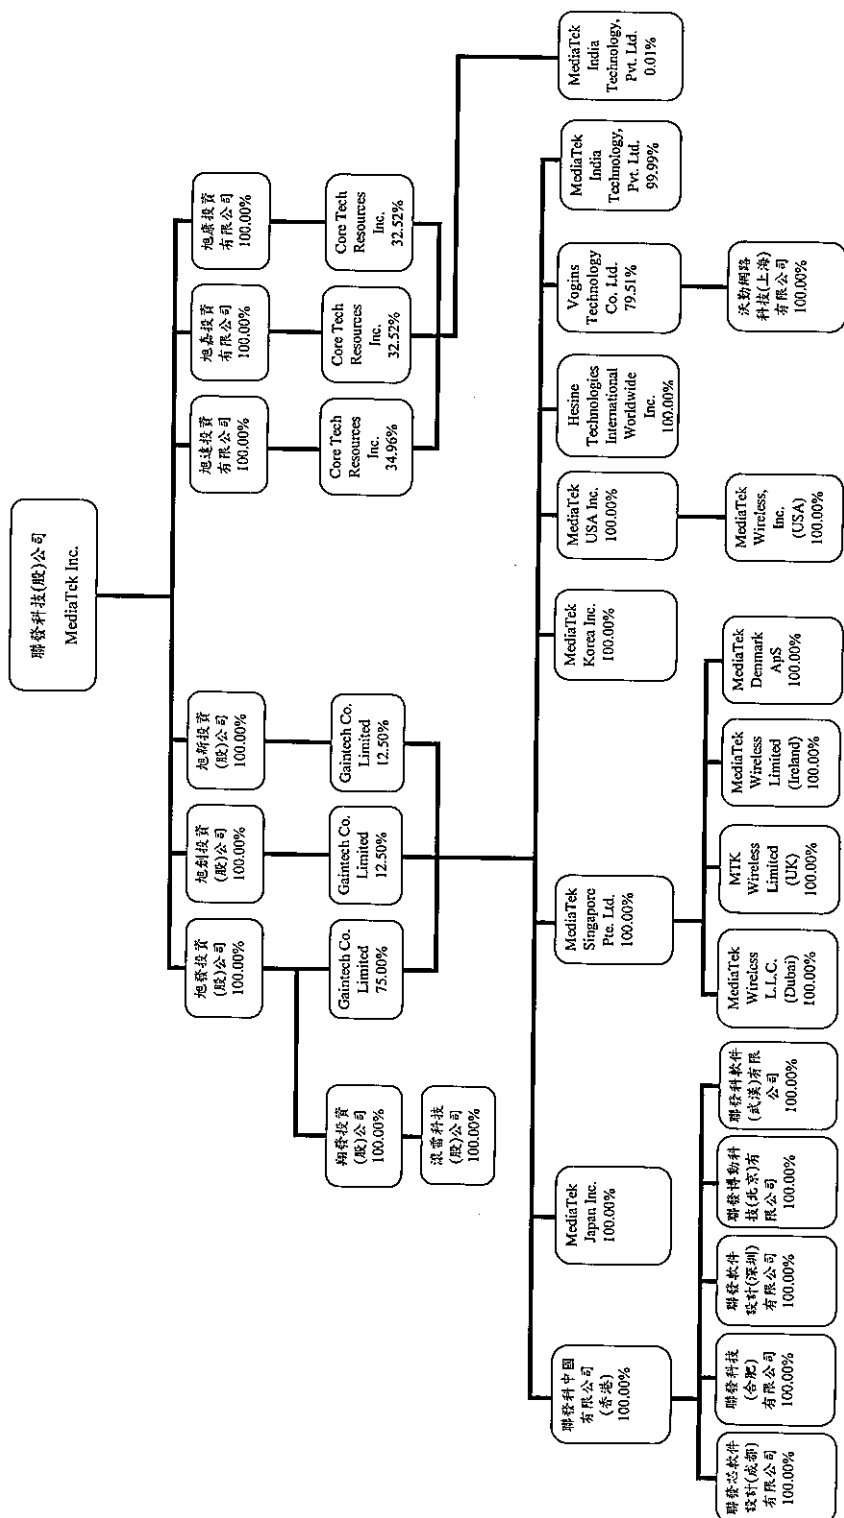 聯發科技(股)公司
MediaTek Inc.
旭發投資
(股)公司
100.00%
旭創投資
(股)公司
100.00%
旭新投資
(股)公司
100.00%
旭達投資
有限公司
100.00%
旭嘉投資
有限公司
100.00%
旭康投資
有限公司
100.00%
翔發投資
(股)公司
100.00%
Gaintech Co.
Limited
75.00%
Gaintech Co.
Limited
12.50%
Gaintech Co.
Limited
12.50%
Core Tech
Resources
Inc.
34.96%
Core Tech
Resources
Inc.
32.52%
Core Tech
Resources
Inc.
32.52%
滾雷科技
(股)公司
100.00%
聯發科中國
有限公司
(香港)
100.00%
MediaTek
Japan Inc.
100.00%
MediaTek
Singapore
Pte. Ltd.
100.00%
MediaTek
Korea Inc.
100.00%
MediaTek
USA Inc.
100.00%
Hesine
Technologies
International
Worldwide
Inc.
100.00%
Vogins
Technology
Co. Ltd.
79.51%
MediaTek
India
Technology,
Pvt. Ltd.
99.99%
MediaTek
India
Technology,
Pvt. Ltd.
0.01%
聯發芯軟件
設計(成都)
有限公司
100.00%
聯發科技
(合肥)
有限公司
100.00%
聯發軟件
設計(深圳)
有限公司
100.00%
聯發博動科
技(北京)有
限公司
100.00%
聯發科軟件
(武漢)有限
公司
100.00%
MediaTek
Wireless
L.L.C.
(Dubai)
100.00%
MTK
Wireless
Limited
(UK)
100.00%
MediaTek
Wireless
Limited
(Ireland)
100.00%
MediaTek
Denmark
ApS
100.00%
MediaTek
Wireless,
Inc.
(USA)
100.00%
沃勤網路
科技(上海)
有限公司
100.00%